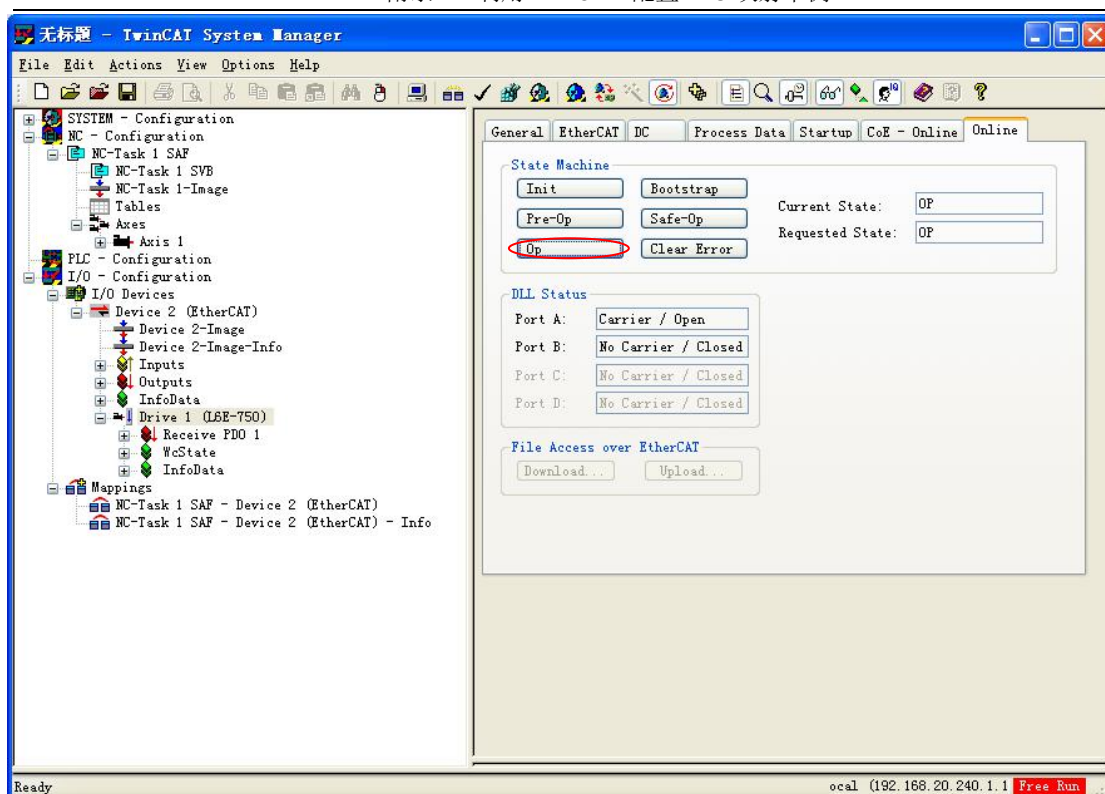 无标题 - TwinCAT System Manager
File Edit Actions View Options Help
SYSTEM - Configuration
NC - Configuration
NC-Task 1 SAF
NC-Task 1 SVB
NC-Task 1-Image
Tables
Axes
Axis 1
PLC - Configuration
I/O - Configuration
I/O Devices
Device 2 (EtherCAT)
Device 2-Image
Device 2-Image-Info
Inputs
Outputs
InfoData
Drive 1 (L6E-750)
Receive PDO 1
WcState
InfoData
Mappings
NC-Task 1 SAF - Device 2 (EtherCAT)
NC-Task 1 SAF - Device 2 (EtherCAT) - Info
General EtherCAT DC Process Data Startup CoE - Online Online
State Machine
Init Bootstrap
Pre-Op Safe-Op
Op Clear Error
Current State: OP
Requested State: OP
DLL Status
Port A: Carrier / Open
Port B: No Carrier / Closed
Port C: No Carrier / Closed
Port D: No Carrier / Closed
File Access over EtherCAT
Download... Upload...
Ready ocal (192.168.20.240.1.1 Free Run